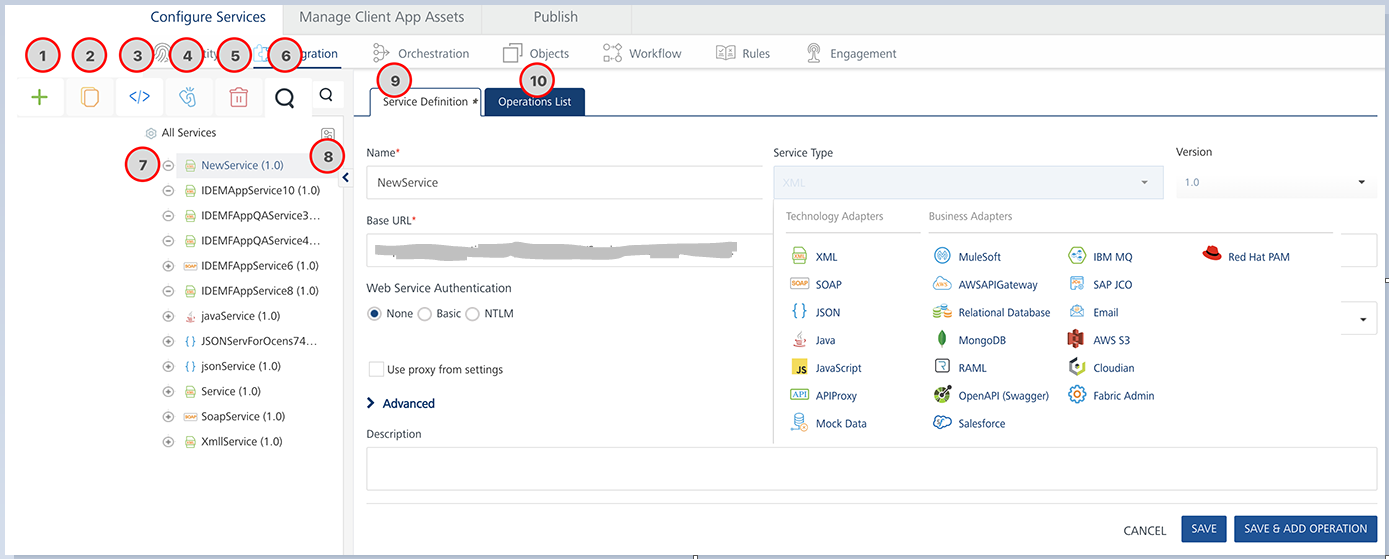 Configure Services
Manage Client App Assets
Publish
1
2
3
4
5
6
Orchestration
Objects
Workflow
Rules
Engagement
9
10
Service Definition *
Operations List
All Services
7
8
NewService (1.0)
IDEMAppService10 (1.0)
IDEMFAppQAService3...
IDEMFAppQAService4...
IDEMFAppService6 (1.0)
IDEMFAppService8 (1.0)
javaService (1.0)
JSONServForOcens74...
jsonService (1.0)
Service (1.0)
SoapService (1.0)
XmllService (1.0)
Name*
NewService
Service Type
XML
Version
1.0
Base URL*
Web Service Authentication
None
Basic
NTLM
Use proxy from settings
Advanced
Description
Technology Adapters
Business Adapters
XML
MuleSoft
IBM MQ
Red Hat PAM
SOAP
AWSAPIGateway
SAP JCO
JSON
Relational Database
Email
Java
MongoDB
AWS S3
JavaScript
RAML
Cloudian
APIProxy
OpenAPI (Swagger)
Fabric Admin
Mock Data
Salesforce
CANCEL
SAVE
SAVE & ADD OPERATION